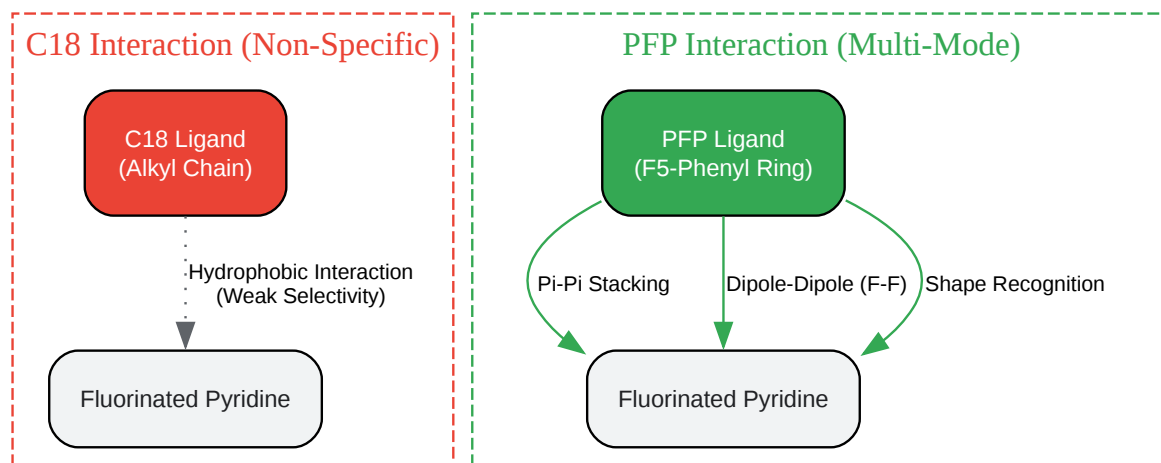 C18 Interaction (Non-Specific)
C18 Ligand
(Alkyl Chain)
Hydrophobic Interaction
(Weak Selectivity)
Fluorinated Pyridine
PFP Interaction (Multi-Mode)
PFP Ligand
(F5-Phenyl Ring)
Pi-Pi Stacking
Dipole-Dipole (F-F)
Shape Recognition
Fluorinated Pyridine